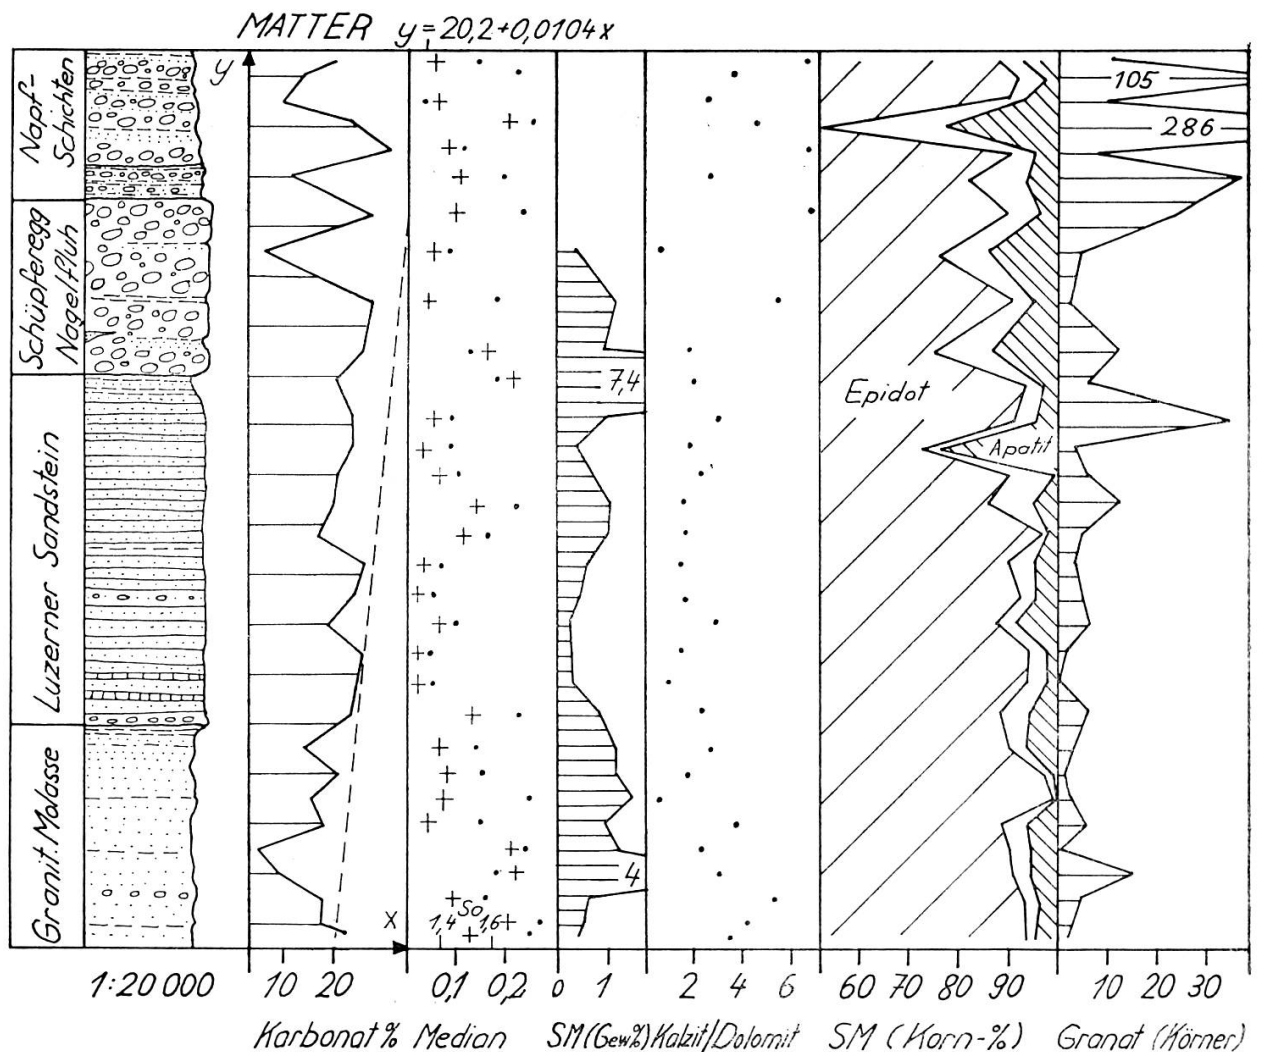 MATTER y=20,2+0,0104x
Napf-
Schichten
Schüpferegg
Nagelfluh
Luzerner Sandstein
Granit. Molasse
y
x
105
286
7,4
Epidot
Apatit
4
So
1,4 1,6
1:20 000
10 20
0,1 0,2
0 1
2 4 6
60 70 80 90
10 20 30
Karbonat% Median SM(Gew%) Kalzit/Dolomit SM (Korn-%) Granat (Körner)